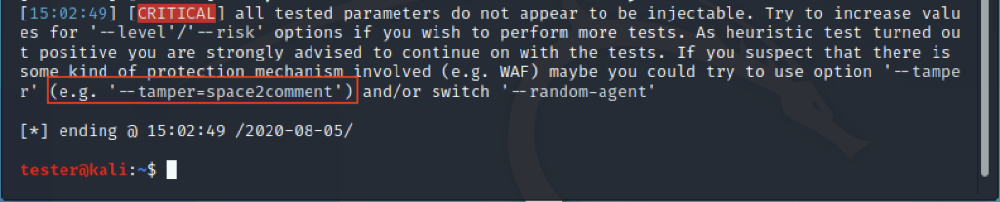 [15:02:49] [CRITICAL] all tested parameters do not appear to be injectable. Try to increase valu
es for '--level'/'--risk' options if you wish to perform more tests. As heuristic test turned ou
t positive you are strongly advised to continue on with the tests. If you suspect that there is
some kind of protection mechanism involved (e.g. WAF) maybe you could try to use option '--tampe
r' (e.g. '--tamper=space2comment') and/or switch '--random-agent'
[*] ending @ 15:02:49 /2020-08-05/
tester@kali:~$